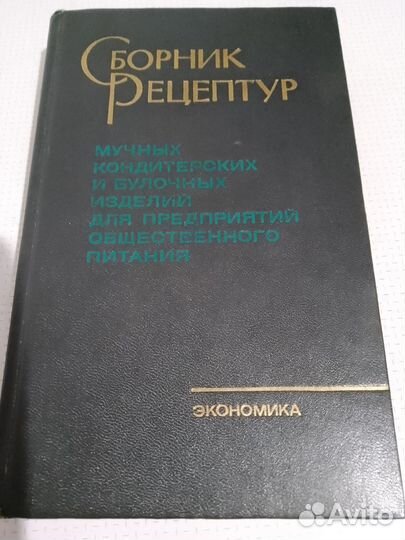 Сборник
Рецептур
мучных
кондитерских
и булочных
изделий
для предприятий
общественного
питания
экономика
Avito